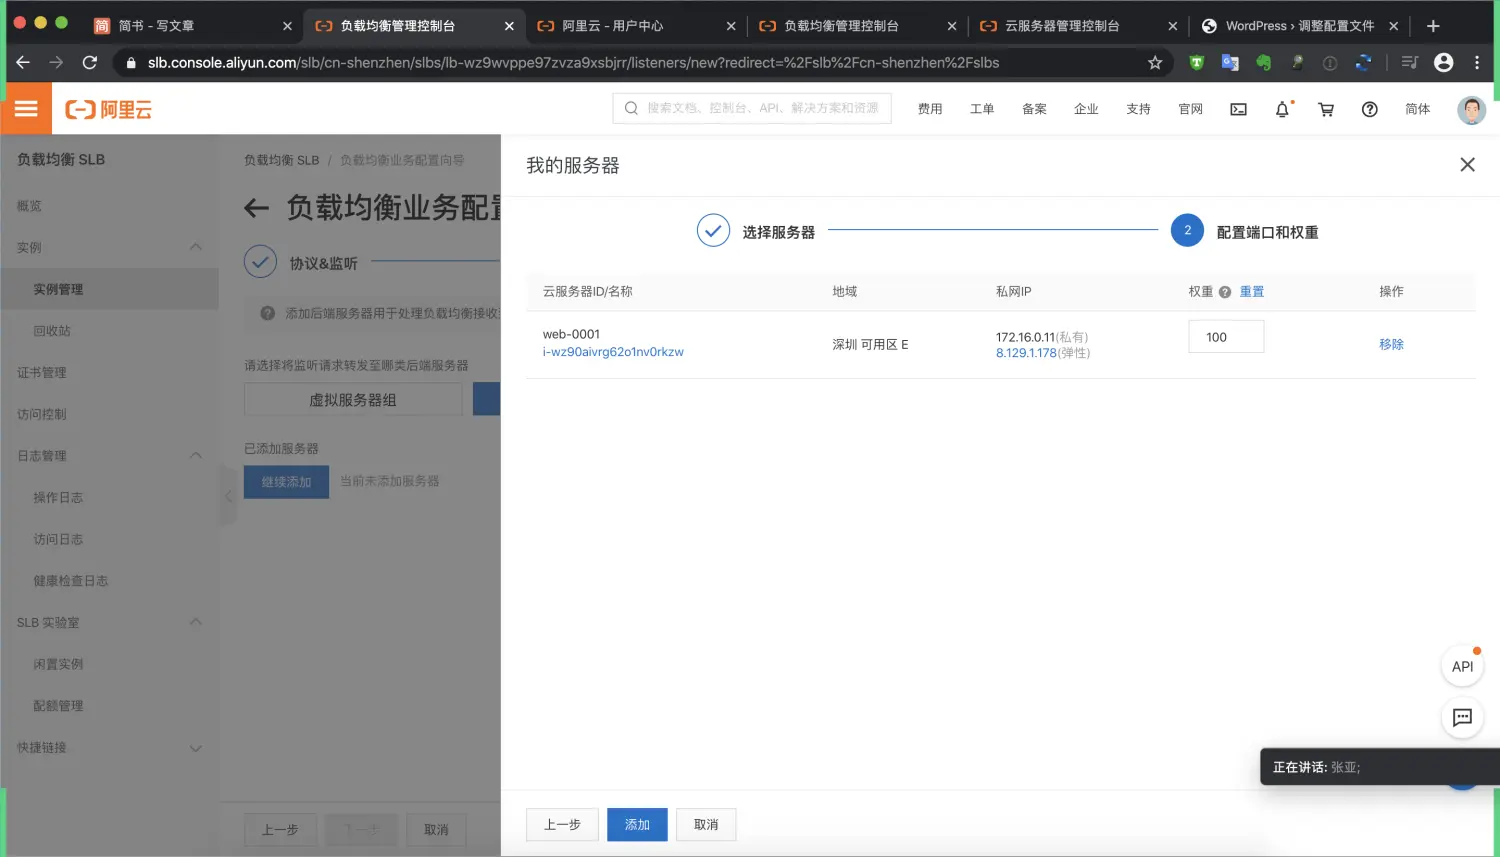 简 简书 - 写文章
负载均衡管理控制台
阿里云 - 用户中心
负载均衡管理控制台
云服务器管理控制台
WordPress › 调整配置文件
slb.console.aliyun.com/slb/cn-shenzhen/slbs/lb-wz9wvppe97zvza9xsbjrr/listeners/new?redirect=%2Fslb%2Fcn-shenzhen%2Fslbs
阿里云
搜索文档、控制台、API、解决方案和资源
费用
工单
备案
企业
支持
官网
简体
负载均衡 SLB
概览
实例
实例管理
回收站
证书管理
访问控制
日志管理
操作日志
访问日志
健康检查日志
SLB 实验室
闲置实例
配额管理
快捷链接
负载均衡 SLB / 负载均衡业务配置向导
负载均衡业务配置
协议&监听
添加后端服务器用于处理负载均衡接收
请选择将监听请求转发至哪类后端服务器
虚拟服务器组
已添加服务器
继续添加 当前未添加服务器
上一步
下一步
取消
我的服务器
选择服务器
2 配置端口和权重
云服务器ID/名称
地域
私网IP
权重 重置
操作
web-0001
i-wz90aivrg62o1nv0rkzw
深圳 可用区 E
172.16.0.11(私有)
8.129.1.178(弹性)
100
移除
API
正在讲话: 张亚;
上一步
添加
取消